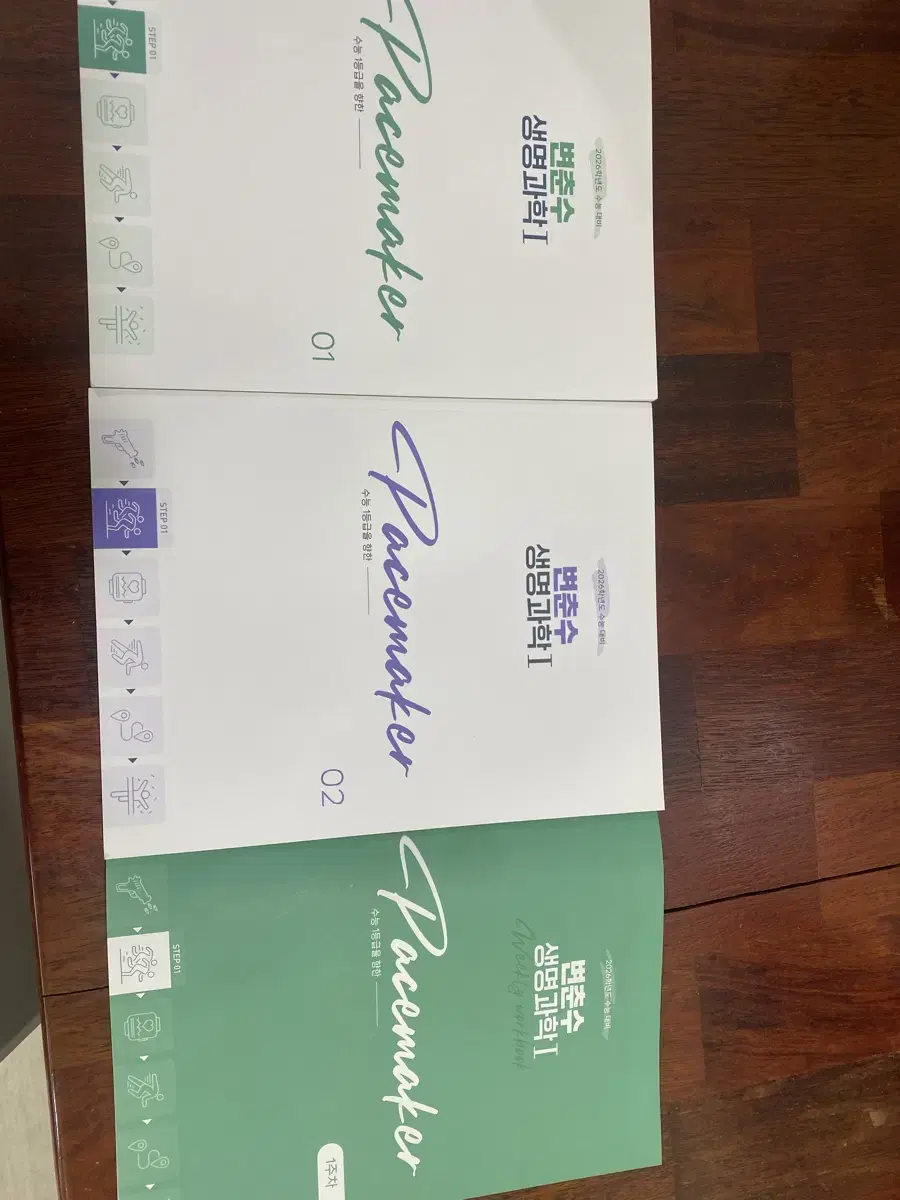 2026학년도 수능 대비
변춘수
생명과학 I
수능 1등급을 향한
Pacemaker
01
STEP 01
2026학년도 수능 대비
변춘수
생명과학 I
수능 1등급을 향한
Pacemaker
02
STEP 01
2026학년도 수능 대비
변춘수
생명과학 I
Weekly workbook
수능 1등급을 향한
Pacemaker
1주차
STEP 01